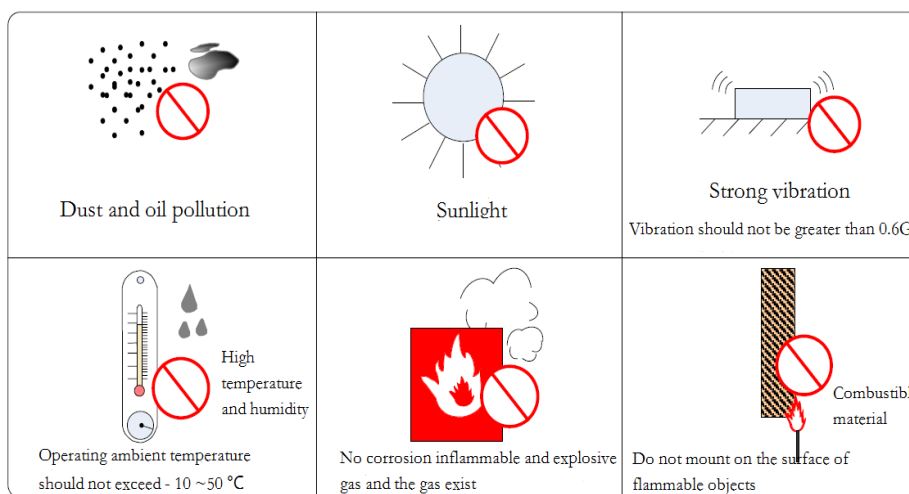 Dust and oil pollution
Sunlight
Strong vibration
Vibration should not be greater than 0.6G
High
temperature
and humidity
Operating ambient temperature
should not exceed - 10 ~50 ℃
No corrosion inflammable and explosive
gas and the gas exist
Combustible
material
Do not mount on the surface of
flammable objects